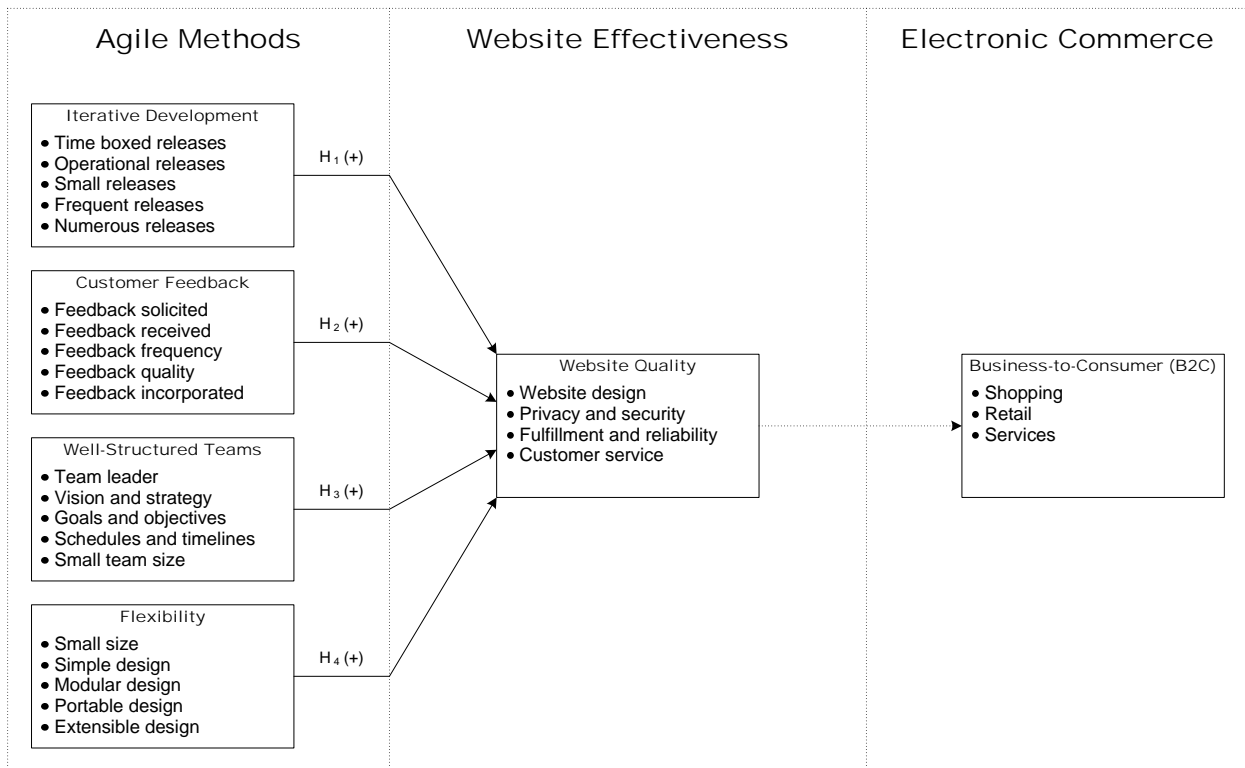 Agile Methods
Website Effectiveness
Electronic Commerce
Iterative Development
• Time boxed releases
• Operational releases
• Small releases
• Frequent releases
• Numerous releases
H₁ (+)
Customer Feedback
• Feedback solicited
• Feedback received
• Feedback frequency
• Feedback quality
• Feedback incorporated
H₂ (+)
Well-Structured Teams
• Team leader
• Vision and strategy
• Goals and objectives
• Schedules and timelines
• Small team size
H₃ (+)
Flexibility
• Small size
• Simple design
• Modular design
• Portable design
• Extensible design
H₄ (+)
Website Quality
• Website design
• Privacy and security
• Fulfillment and reliability
• Customer service
Business-to-Consumer (B2C)
• Shopping
• Retail
• Services